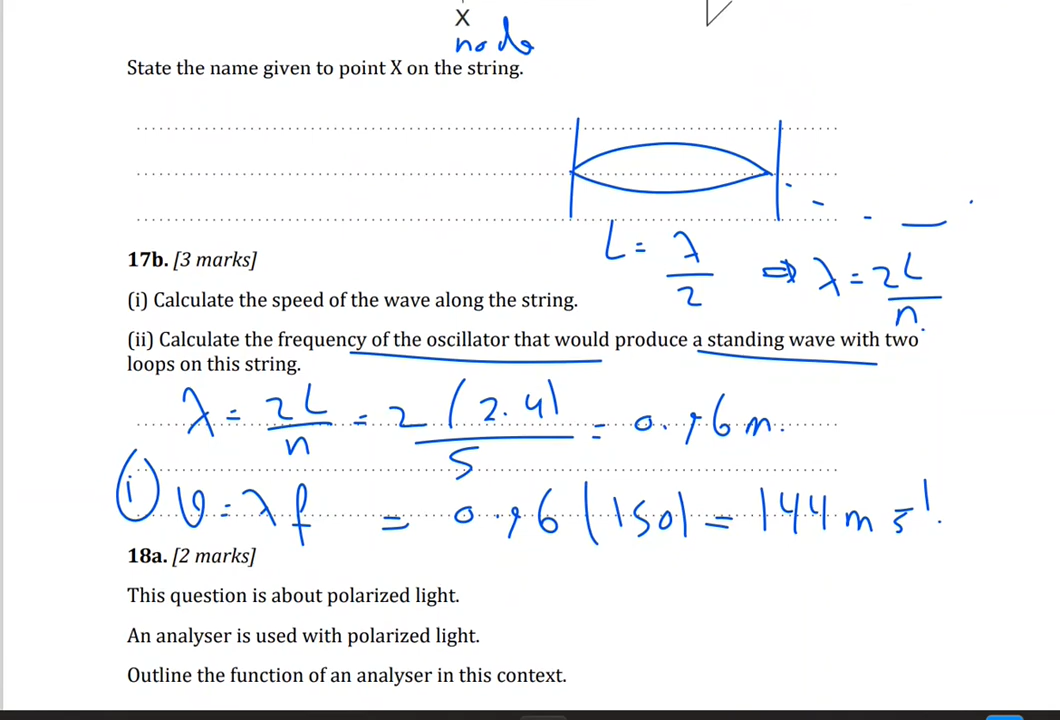 X
node
State the name given to point X on the string.
L = λ/2 ⇒ λ = 2L/n.
17b. [3 marks]
(i) Calculate the speed of the wave along the string.
(ii) Calculate the frequency of the oscillator that would produce a standing wave with two
loops on this string.
λ = 2L/n = 2(2.4)/5 = 0.96 m.
(i) v = λf = 0.96(150) = 144 m s⁻¹.
18a. [2 marks]
This question is about polarized light.
An analyser is used with polarized light.
Outline the function of an analyser in this context.